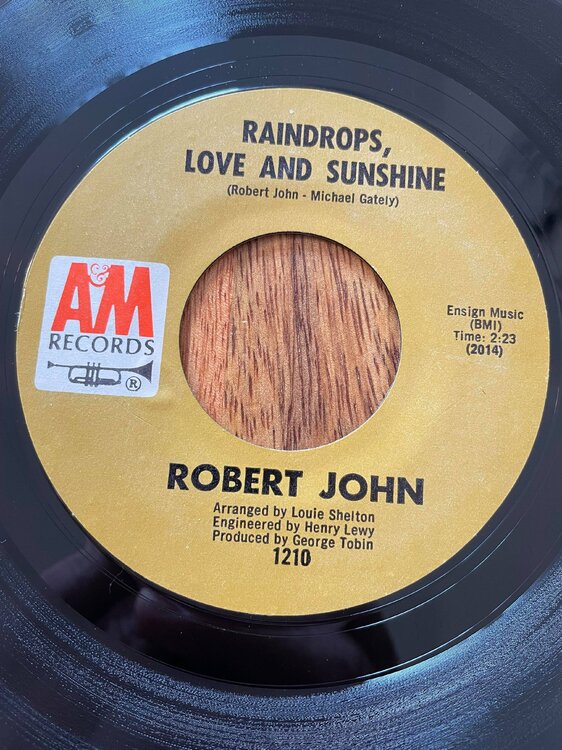 RAINDROPS,
LOVE AND SUNSHINE
(Robert John - Michael Gately)
A&M
RECORDS
®
Ensign Music
(BMI)
Time: 2:23
(2014)
ROBERT JOHN
Arranged by Louie Shelton
Engineered by Henry Lewy
Produced by George Tobin
1210